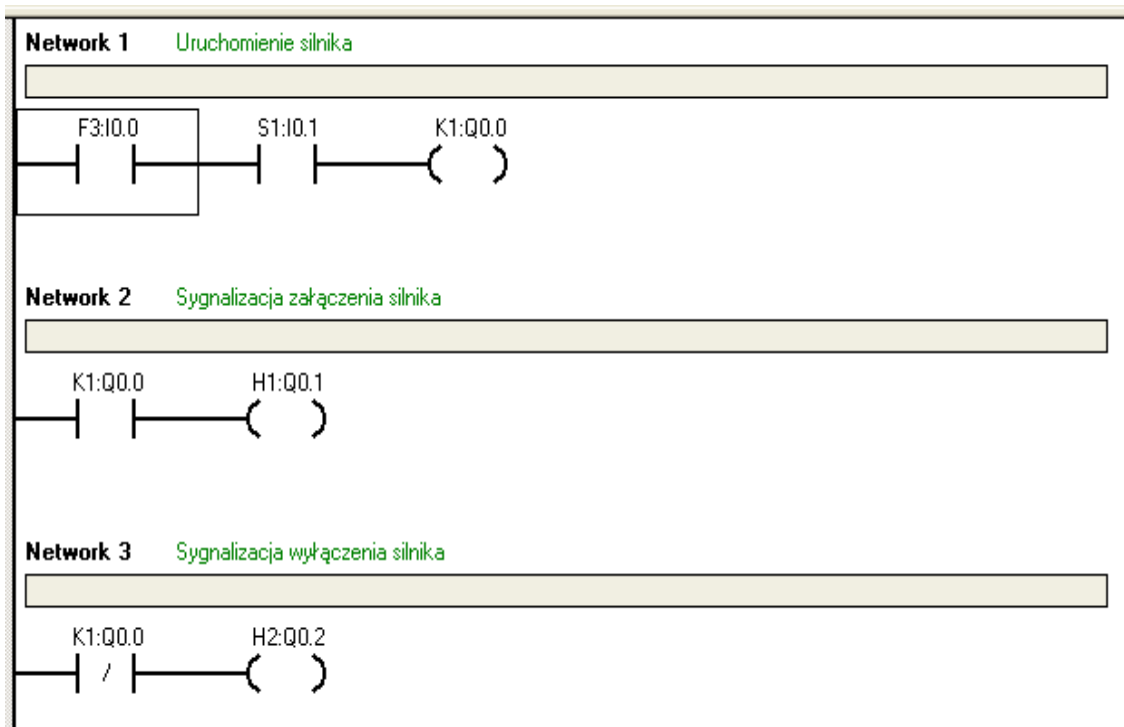 Network 1 Uruchomienie silnika
F3:I0.0 S1:I0.1 K1:Q0.0
Network 2 Sygnalizacja załączenia silnika
K1:Q0.0 H1:Q0.1
Network 3 Sygnalizacja wyłączenia silnika
K1:Q0.0 H2:Q0.2